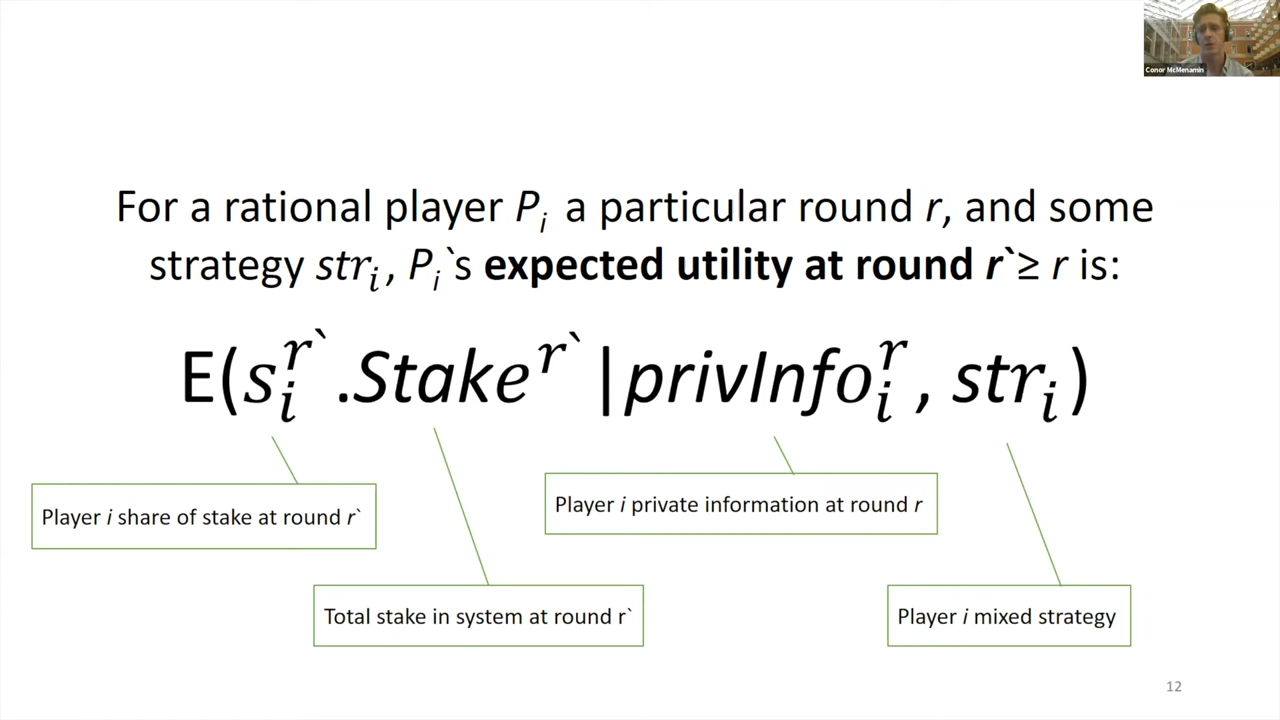 Conor McMenamin
For a rational player P_i a particular round r, and some
strategy str_i, P_i`s expected utility at round r`≥ r is:
E(s_i^r`.Stake^r` |privInfo_i^r, str_i)
Player i share of stake at round r`
Player i private information at round r
Total stake in system at round r`
Player i mixed strategy
12